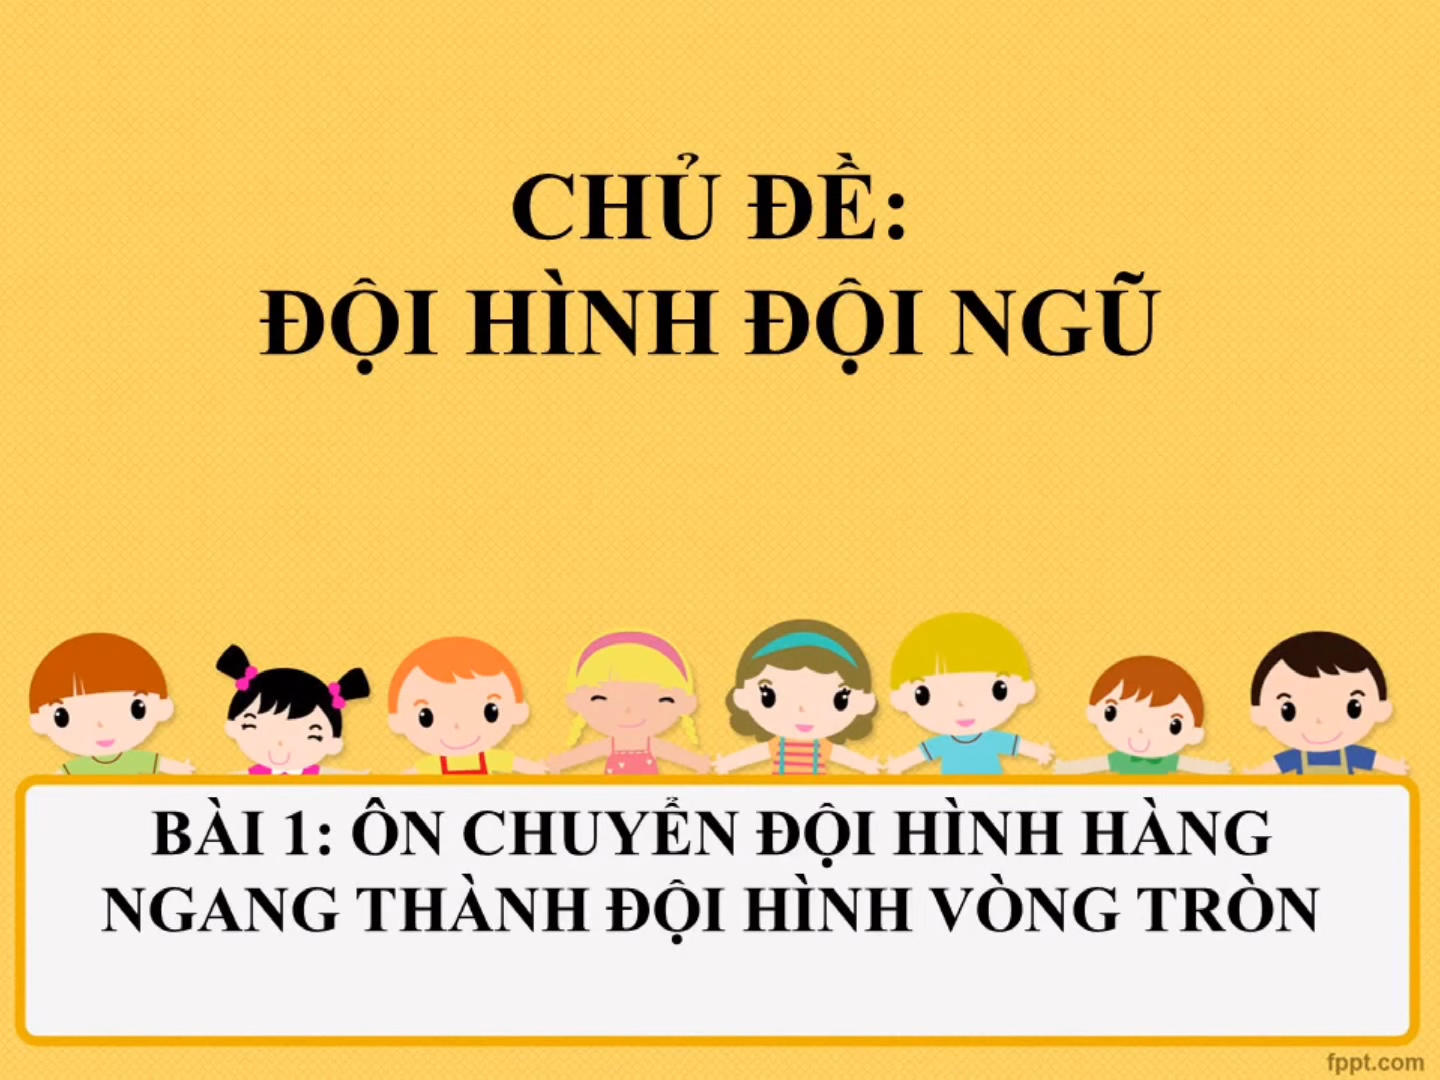 CHỦ ĐỀ:
ĐỘI HÌNH ĐỘI NGŨ
BÀI 1: ÔN CHUYỂN ĐỘI HÌNH HÀNG
NGANG THÀNH ĐỘI HÌNH VÒNG TRÒN
fppt.com